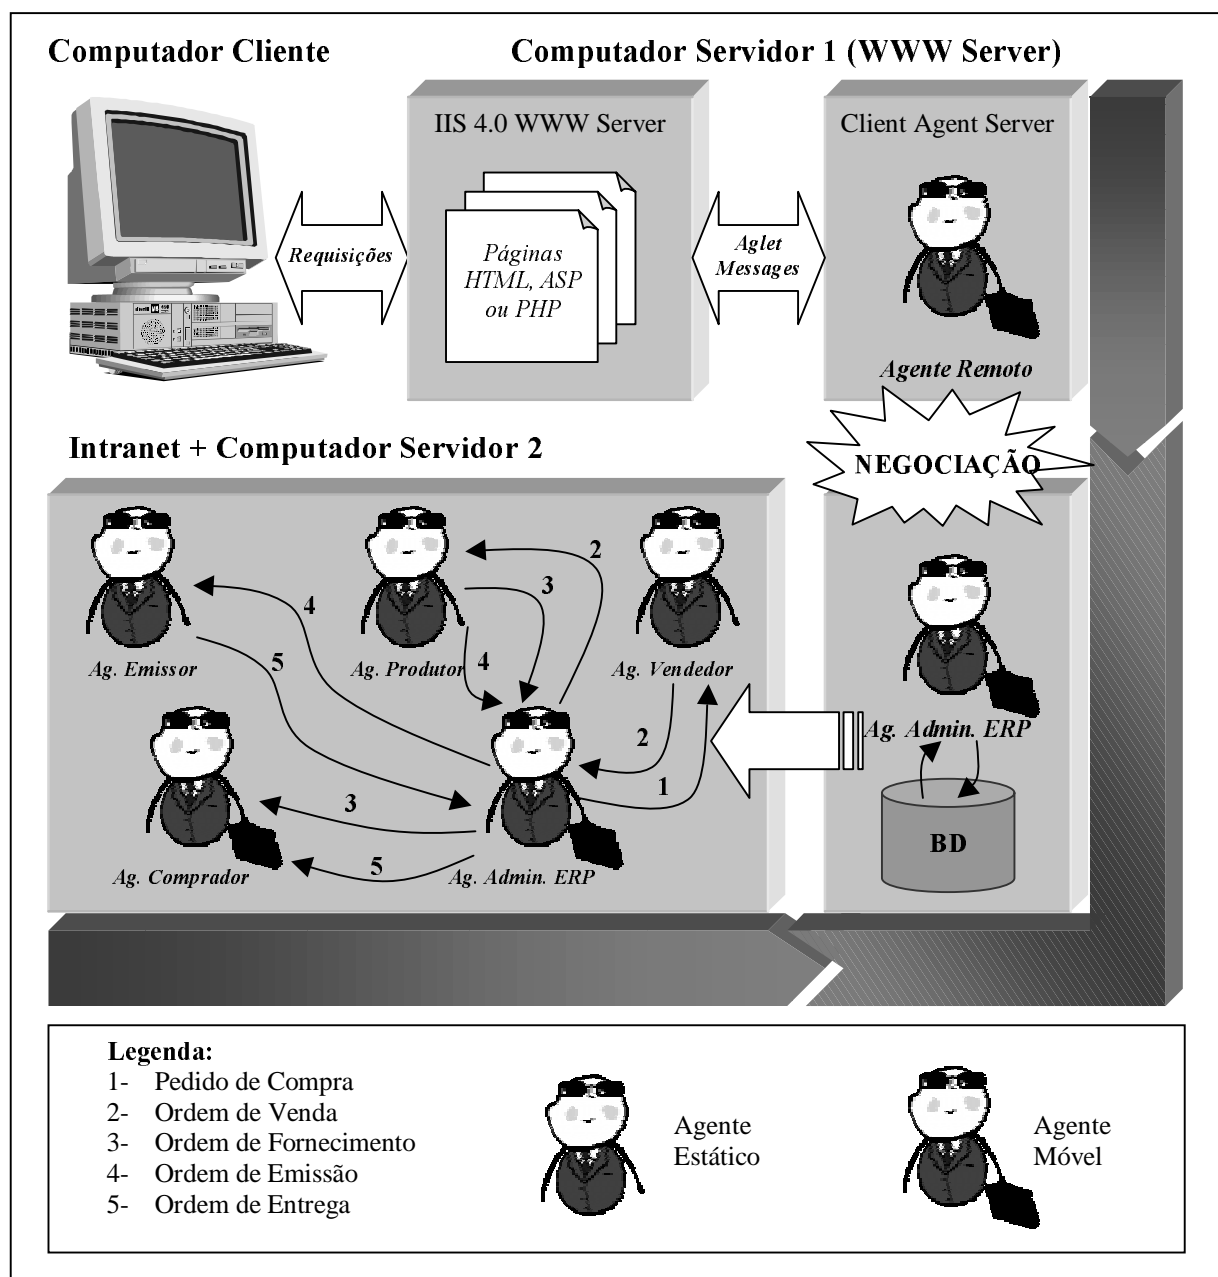 Computador Cliente
Computador Servidor 1 (WWW Server)
IIS 4.0 WWW Server
Client Agent Server
Requisições
Páginas
HTML, ASP
ou PHP
Aglet
Messages
Agente Remoto
NEGOCIAÇÃO
Intranet + Computador Servidor 2
2
3
4
4
5
Ag. Emissor
Ag. Produtor
Ag. Vendedor
2
1
3
5
Ag. Comprador
Ag. Admin. ERP
Ag. Admin. ERP
BD
Legenda:
1- Pedido de Compra
2- Ordem de Venda
3- Ordem de Fornecimento
4- Ordem de Emissão
5- Ordem de Entrega
Agente
Estático
Agente
Móvel